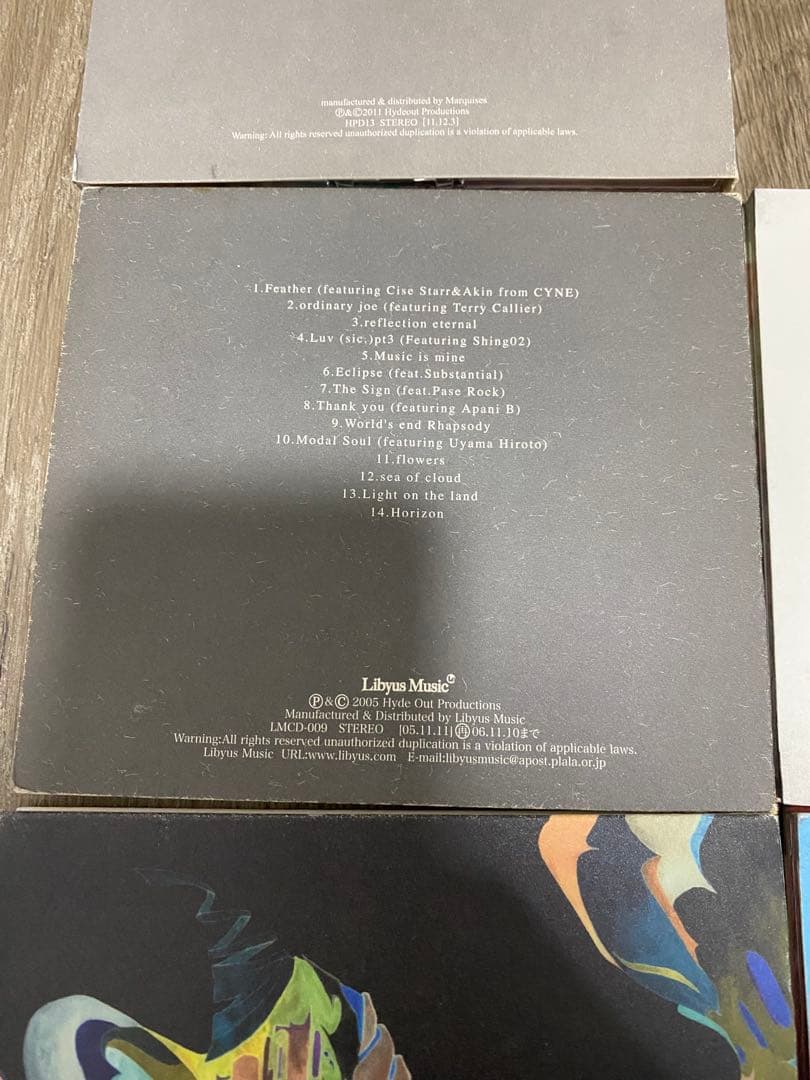 manufactured & distributed by Marquises
Ⓟ&Ⓒ2011 Hydeout Productions
HPD13 STEREO [11.12.3]
Warning: All rights reserved unauthorized duplication is a violation of applicable laws.
1.Feather (featuring Cise Starr&Akin from CYNE)
2.ordinary joe (featuring Terry Callier)
3.reflection eternal
4.Luv (sic.)pt3 (Featuring Shing02)
5.Music is mine
6.Eclipse (feat.Substantial)
7.The Sign (feat.Pase Rock)
8.Thank you (featuring Apani B)
9.World's end Rhapsody
10.Modal Soul (featuring Uyama Hiroto)
11.flowers
12.sea of cloud
13.Light on the land
14.Horizon
Libyus Music
Ⓟ&Ⓒ 2005 Hyde Out Productions
Manufactured & Distributed by Libyus Music
LMCD-009 STEREO [05.11.11]㊢06.11.10まで
Warning:All rights reserved unauthorized duplication is a violation of applicable laws.
Libyus Music URL:www.libyus.com E-mail:libyusmusic@apost.plala.or.jp